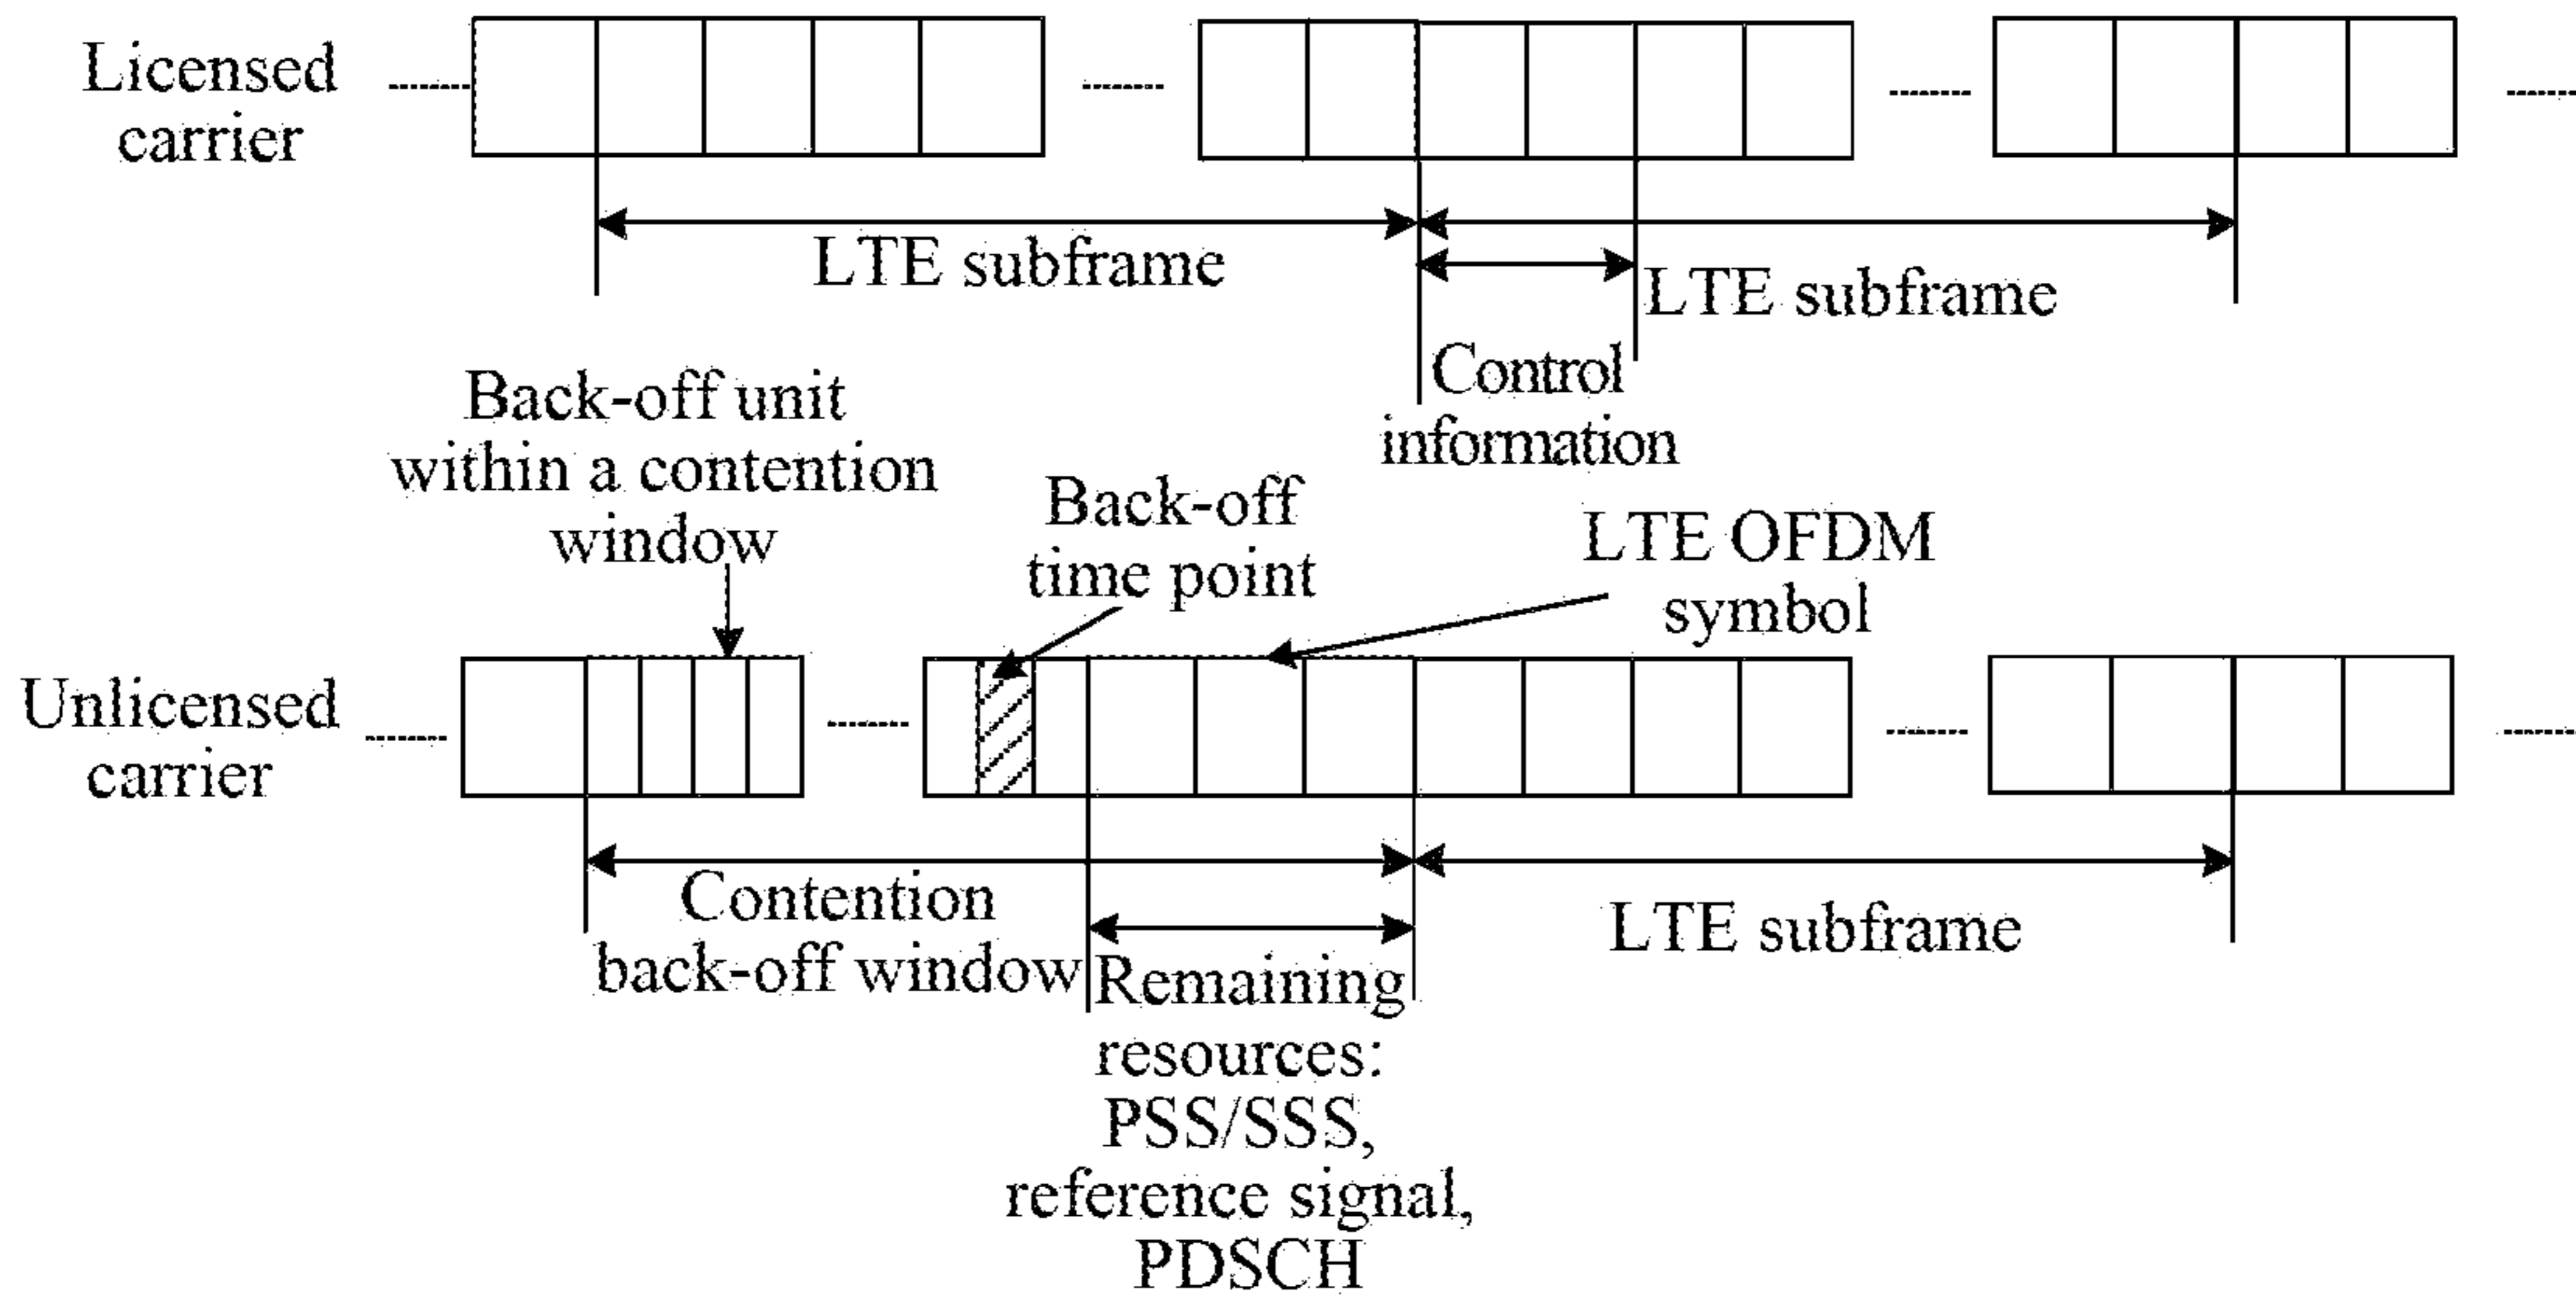 Licensed
carrier
LTE subframe
LTE subframe
Control
information
Back-off unit
within a contention
window
Back-off
time point
LTE OFDM
symbol
Unlicensed
carrier
Contention
back-off window
Remaining
resources:
PSS/SSS,
reference signal,
PDSCH
LTE subframe